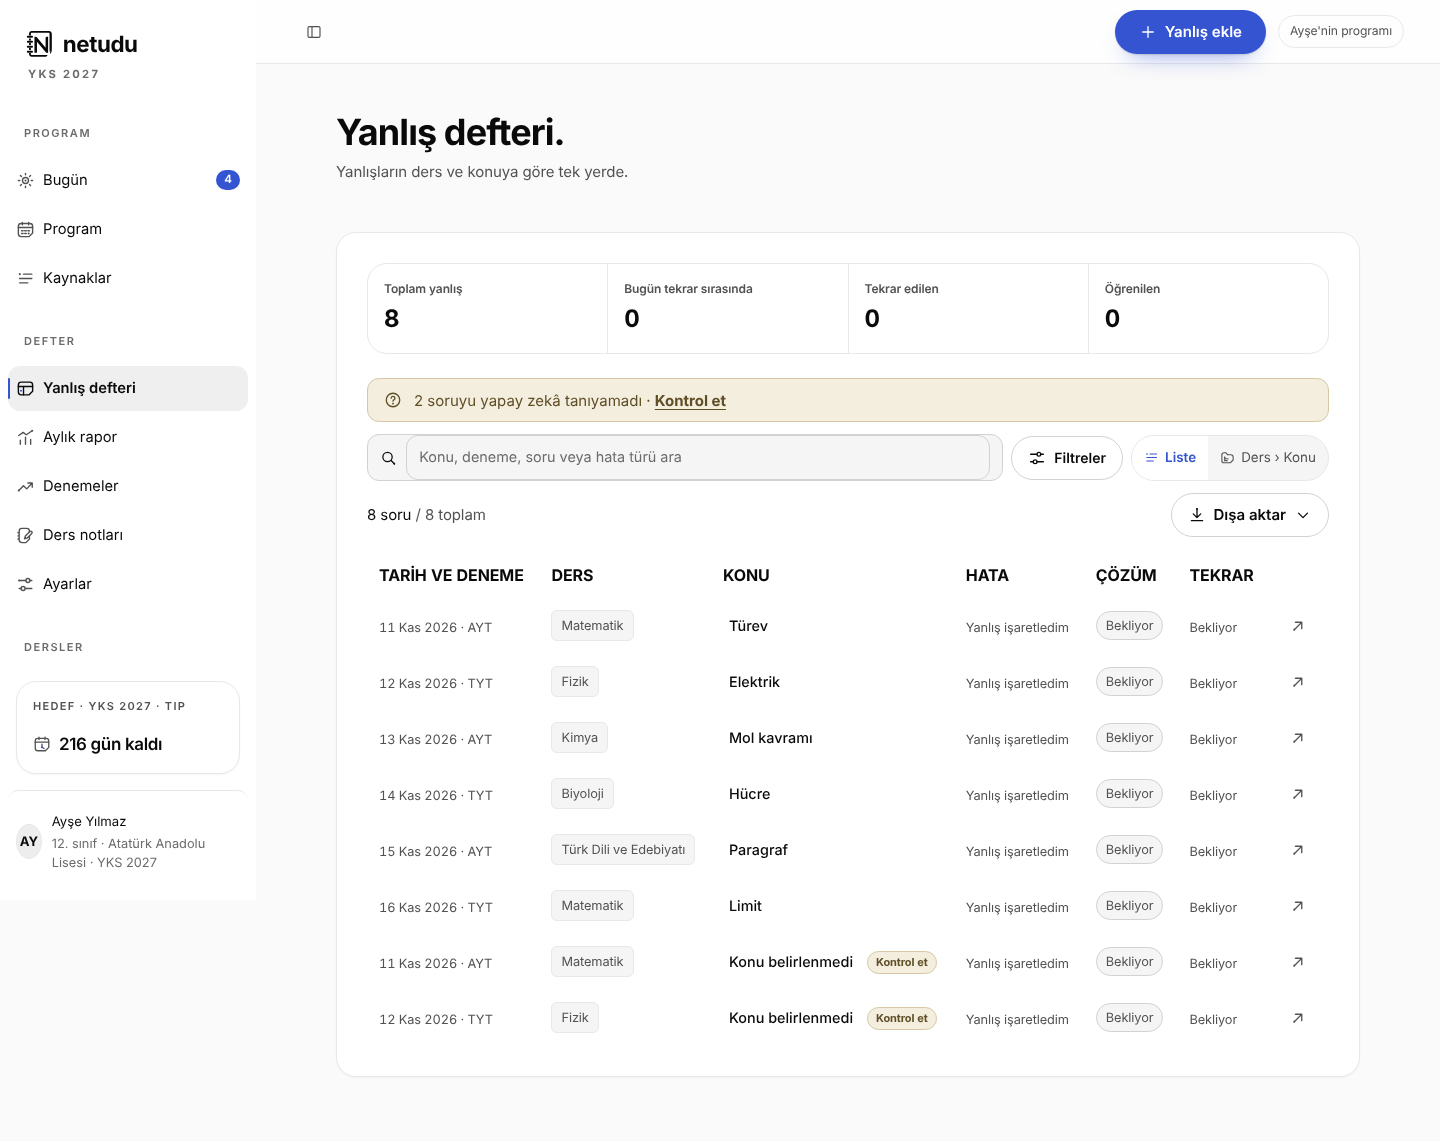 netudu
YKS 2027
PROGRAM
Bugün 4
Program
Kaynaklar
DEFTER
Yanlış defteri
Aylık rapor
Denemeler
Ders notları
Ayarlar
DERSLER
HEDEF · YKS 2027 · TIP
216 gün kaldı
AY
Ayşe Yılmaz
12. sınıf · Atatürk Anadolu
Lisesi · YKS 2027
Yanlış ekle
Ayşe'nin programı
Yanlış defteri.
Yanlışların ders ve konuya göre tek yerde.
Toplam yanlış
8
Bugün tekrar sırasında
0
Tekrar edilen
0
Öğrenilen
0
2 soruyu yapay zekâ tanıyamadı · Kontrol et
Konu, deneme, soru veya hata türü ara
Filtreler
Liste
Ders › Konu
8 soru / 8 toplam
Dışa aktar
TARİH VE DENEME DERS KONU HATA ÇÖZÜM TEKRAR
11 Kas 2026 · AYT Matematik Türev Yanlış işaretledim Bekliyor Bekliyor
12 Kas 2026 · TYT Fizik Elektrik Yanlış işaretledim Bekliyor Bekliyor
13 Kas 2026 · AYT Kimya Mol kavramı Yanlış işaretledim Bekliyor Bekliyor
14 Kas 2026 · TYT Biyoloji Hücre Yanlış işaretledim Bekliyor Bekliyor
15 Kas 2026 · AYT Türk Dili ve Edebiyatı Paragraf Yanlış işaretledim Bekliyor Bekliyor
16 Kas 2026 · TYT Matematik Limit Yanlış işaretledim Bekliyor Bekliyor
11 Kas 2026 · AYT Matematik Konu belirlenmedi Kontrol et Yanlış işaretledim Bekliyor Bekliyor
12 Kas 2026 · TYT Fizik Konu belirlenmedi Kontrol et Yanlış işaretledim Bekliyor Bekliyor